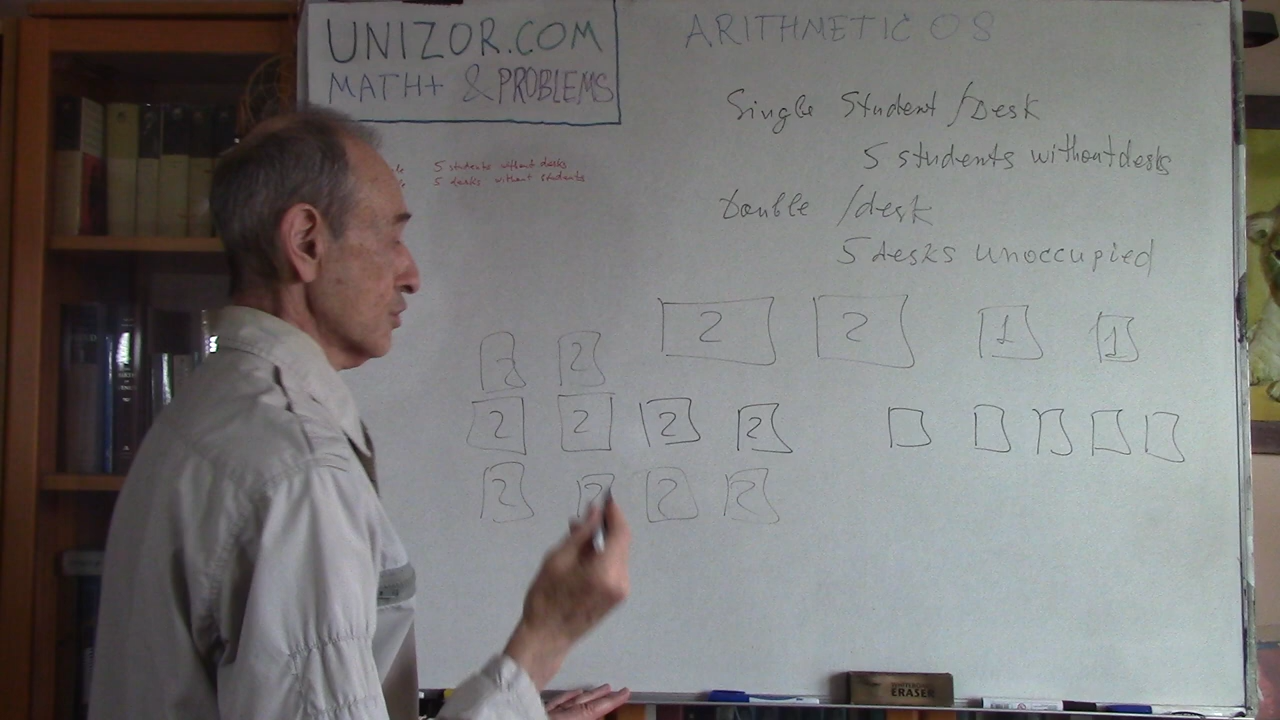 UNIZOR.COM
MATH+ & PROBLEMS
ARITHMETIC 08
Single Student / Desk
5 students without desks
Double / desk
5 desks unoccupied
5 students without desks
5 desks without students
2 2 1 1
2 2
2 2 2 2
2 2 2 2
ERASER